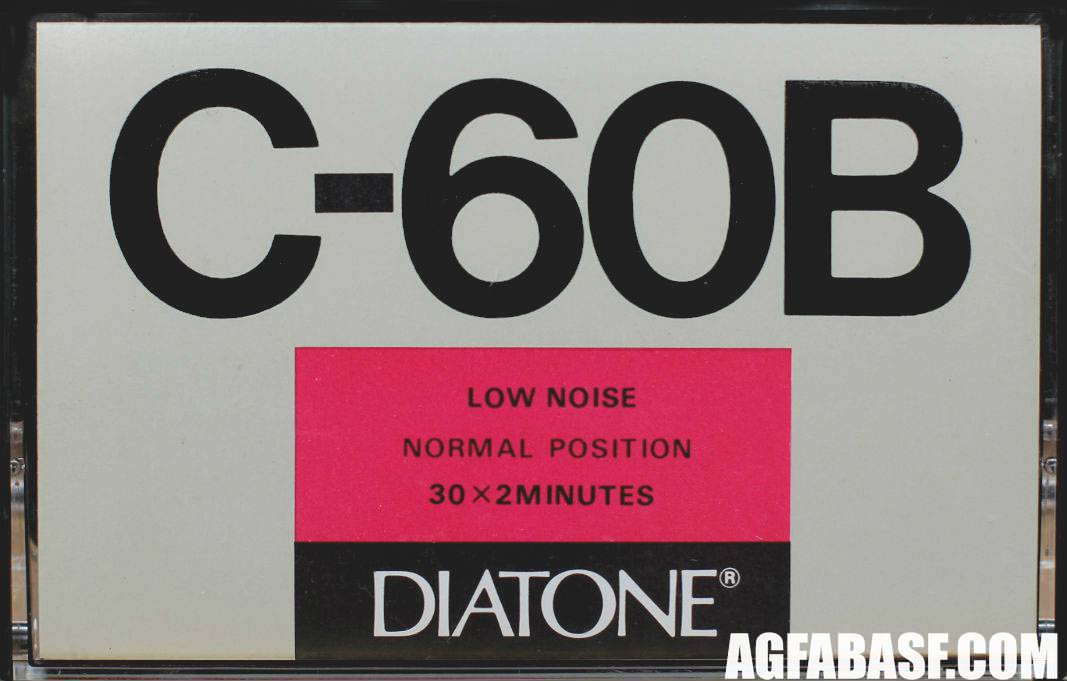 C-60B
LOW NOISE
NORMAL POSITION
30×2MINUTES
DIATONE®
AGFABASF.COM